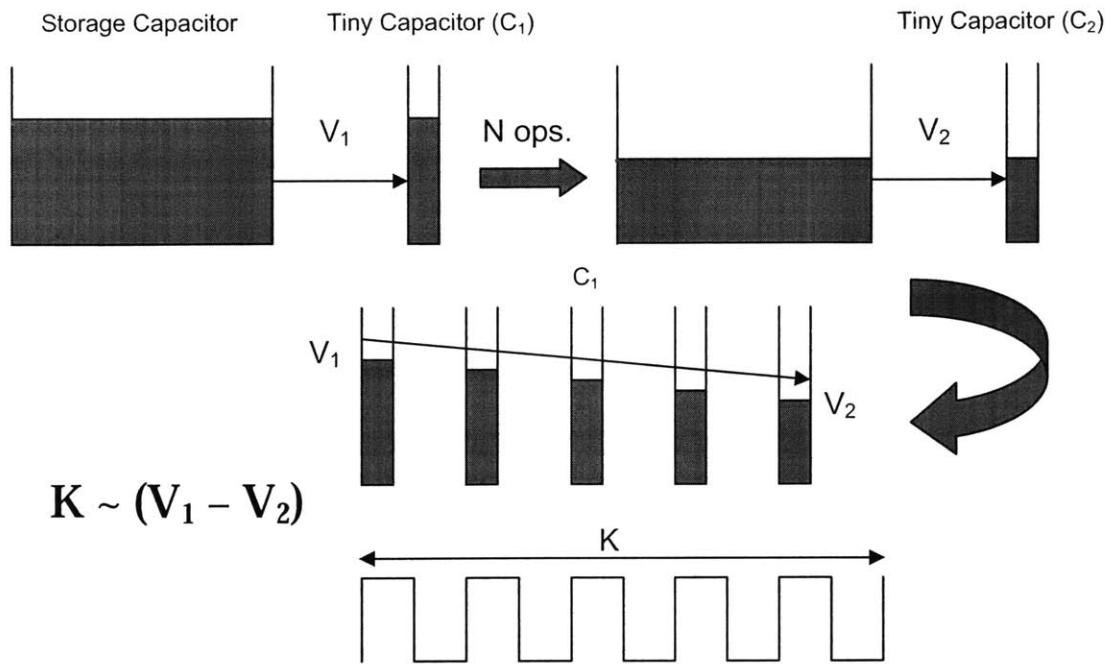 Storage Capacitor
Tiny Capacitor (C₁)
Tiny Capacitor (C₂)
V₁
N ops.
V₂
C₁
V₁
V₂
K ~ (V₁ – V₂)
K